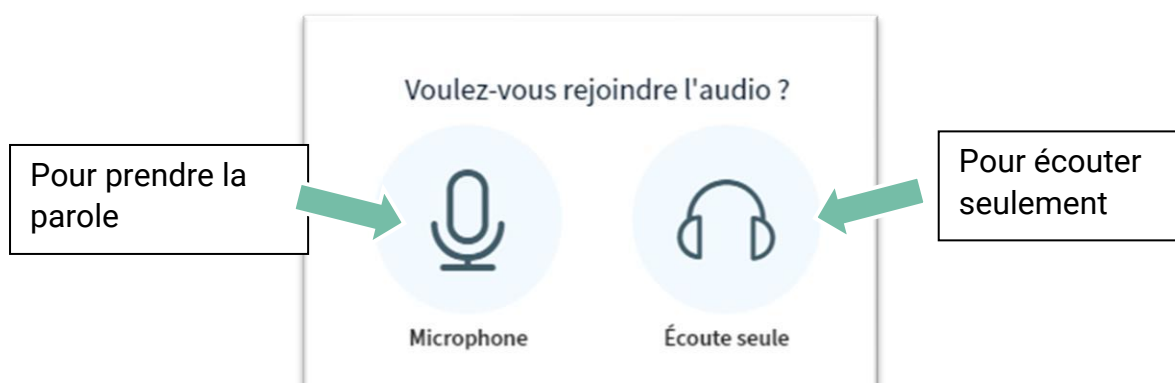 Voulez-vous rejoindre l'audio ?
Pour prendre la
parole
Pour écouter
seulement
Microphone
Écoute seule